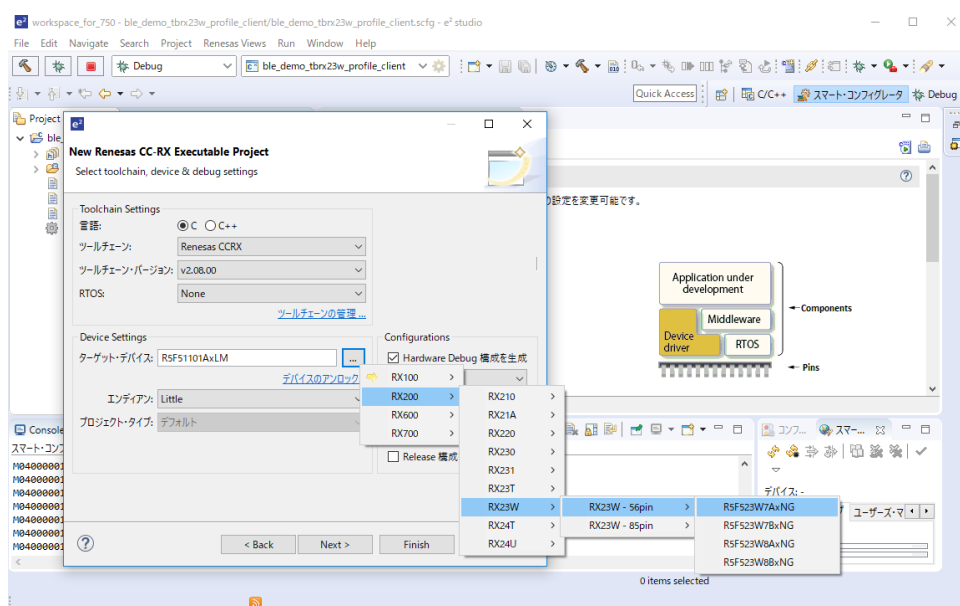 workspace_for_750 - ble_demo_tbrx23w_profile_client/ble_demo_tbrx23w_profile_client.scfg - e² studio
File Edit Navigate Search Project Renesas Views Run Window Help
Debug
ble_demo_tbrx23w_profile_client
Quick Access
C/C++
スマート・コンフィグレータ
Debug
Project
e²
ble_
New Renesas CC-RX Executable Project
Select toolchain, device & debug settings
の設定を変更可能です。
Toolchain Settings
言語:
C
C++
ツールチェーン:
Renesas CCRX
ツールチェーン・バージョン:
v2.08.00
RTOS:
None
ツールチェーンの管理 ...
Application under
development
Components
Middleware
Device
driver
RTOS
Pins
Device Settings
ターゲット・デバイス:
R5F51101AxLM
...
デバイスのアンロック
エンディアン:
Little
プロジェクト・タイプ:
デフォルト
Configurations
Hardware Debug 構成を生成
Release 構成
RX100
RX200
RX600
RX700
RX210
RX21A
RX220
RX230
RX231
RX23T
RX23W
RX24T
RX24U
RX23W - 56pin
RX23W - 85pin
R5F523W7AxNG
R5F523W7BxNG
R5F523W8AxNG
R5F523W8BxNG
Console
スマート・コンフ
M04000001
M04000001
M04000001
M04000001
M04000001
M04000001
M04000001
コンフ...
スマー...
デバイス: -
ユーザーズ・マ
< Back
Next >
Finish
0 items selected